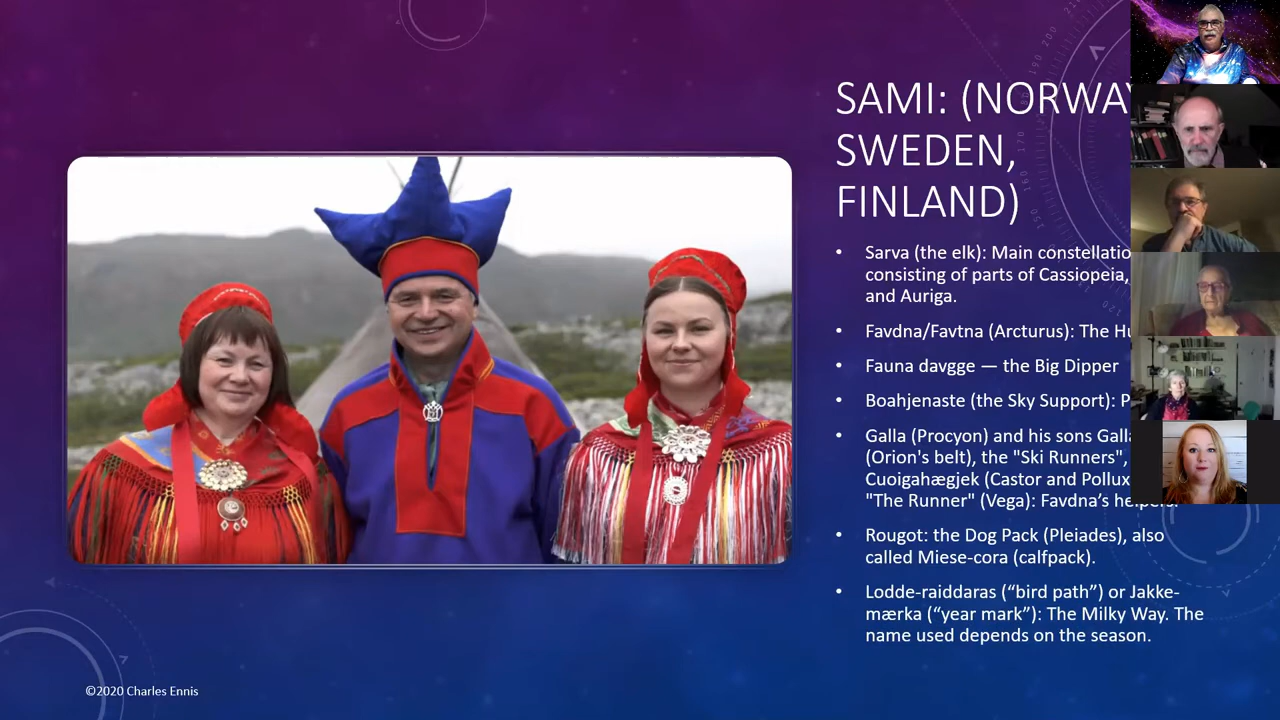 SAMI: (NORWAY
SWEDEN,
FINLAND)
• Sarva (the elk): Main
consisting of parts of Cassiopeia,
and Auriga.
• Favdna/Favtna (Arcturus): The
• Fauna davgge — the Big Dipper
• Boahjenaste (the Sky Support):
• Galla (Procyon) and his sons
(Orion's belt), the "Ski Runners",
Cuoigahægjek (Castor and Pollux
"The Runner" (Vega): Favdna's helpers.
• Rougot: the Dog Pack (Pleiades), also
called Miese-cora (calfpack).
• Lodde-raiddaras (“bird path”) or Jakke-
mærka (“year mark”): The Milky Way. The
name used depends on the season.
©2020 Charles Ennis